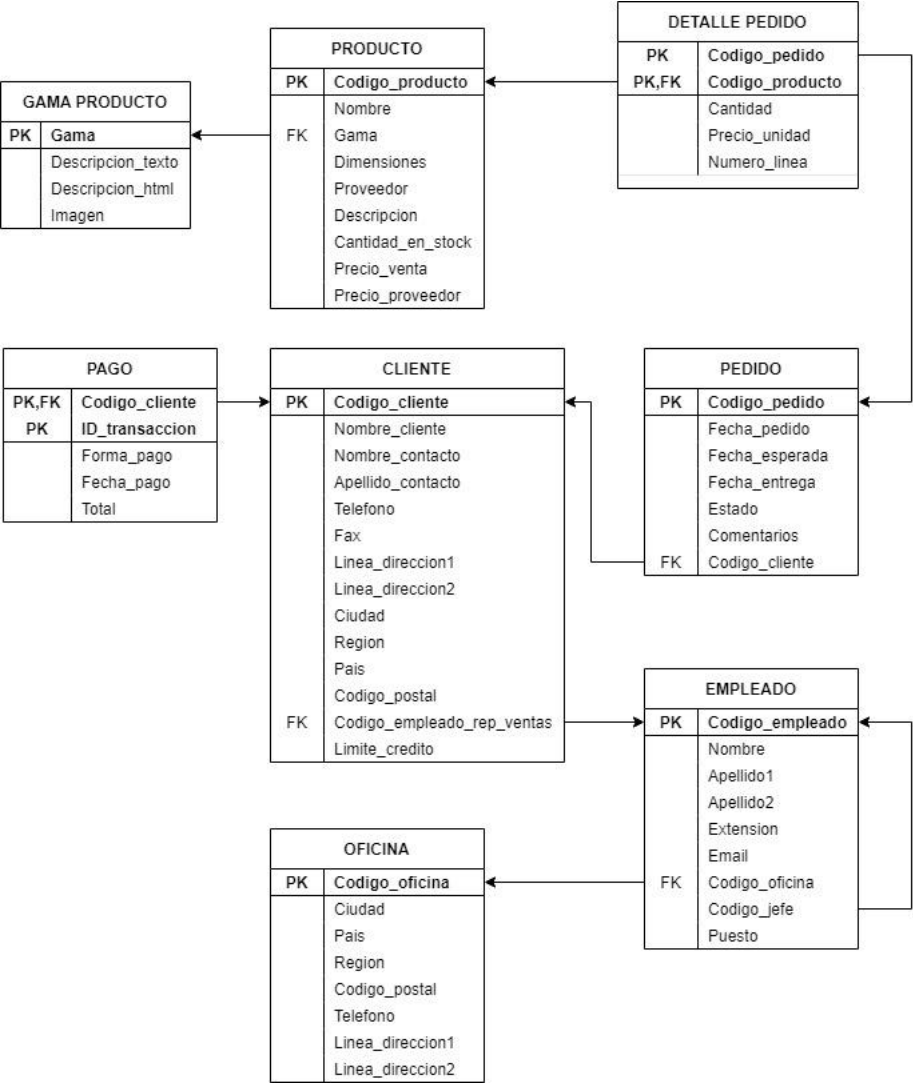 DETALLE PEDIDO
PK Codigo_pedido
PK,FK Codigo_producto
Cantidad
Precio_unidad
Numero_linea
PRODUCTO
PK Codigo_producto
Nombre
FK Gama
Dimensiones
Proveedor
Descripcion
Cantidad_en_stock
Precio_venta
Precio_proveedor
GAMA PRODUCTO
PK Gama
Descripcion_texto
Descripcion_html
Imagen
PAGO
PK,FK Codigo_cliente
PK ID_transaccion
Forma_pago
Fecha_pago
Total
CLIENTE
PK Codigo_cliente
Nombre_cliente
Nombre_contacto
Apellido_contacto
Telefono
Fax
Linea_direccion1
Linea_direccion2
Ciudad
Region
Pais
Codigo_postal
FK Codigo_empleado_rep_ventas
Limite_credito
PEDIDO
PK Codigo_pedido
Fecha_pedido
Fecha_esperada
Fecha_entrega
Estado
Comentarios
FK Codigo_cliente
EMPLEADO
PK Codigo_empleado
Nombre
Apellido1
Apellido2
Extension
Email
FK Codigo_oficina
Codigo_jefe
Puesto
OFICINA
PK Codigo_oficina
Ciudad
Pais
Region
Codigo_postal
Telefono
Linea_direccion1
Linea_direccion2